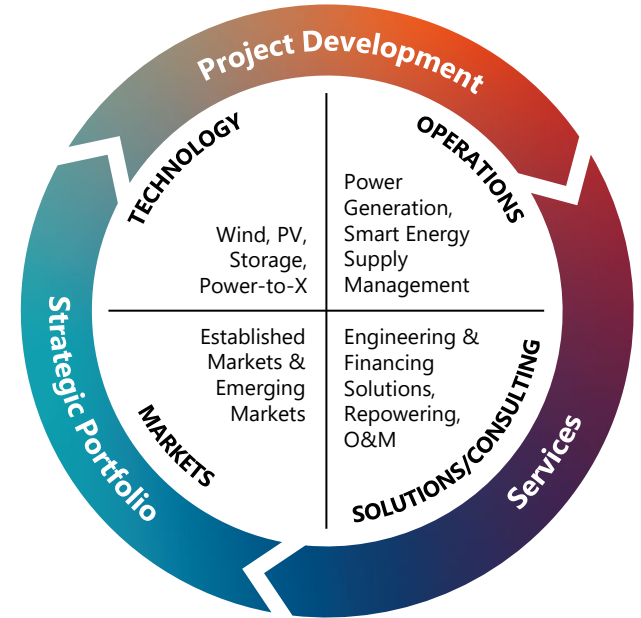 Project Development
TECHNOLOGY
Wind, PV,
Storage,
Power-to-X
OPERATIONS
Power
Generation,
Smart Energy
Supply
Management
Established
Markets &
Emerging
Markets
MARKETS
Engineering &
Financing
Solutions,
Repowering,
O&M
SOLUTIONS/CONSULTING
Services
Strategic Portfolio